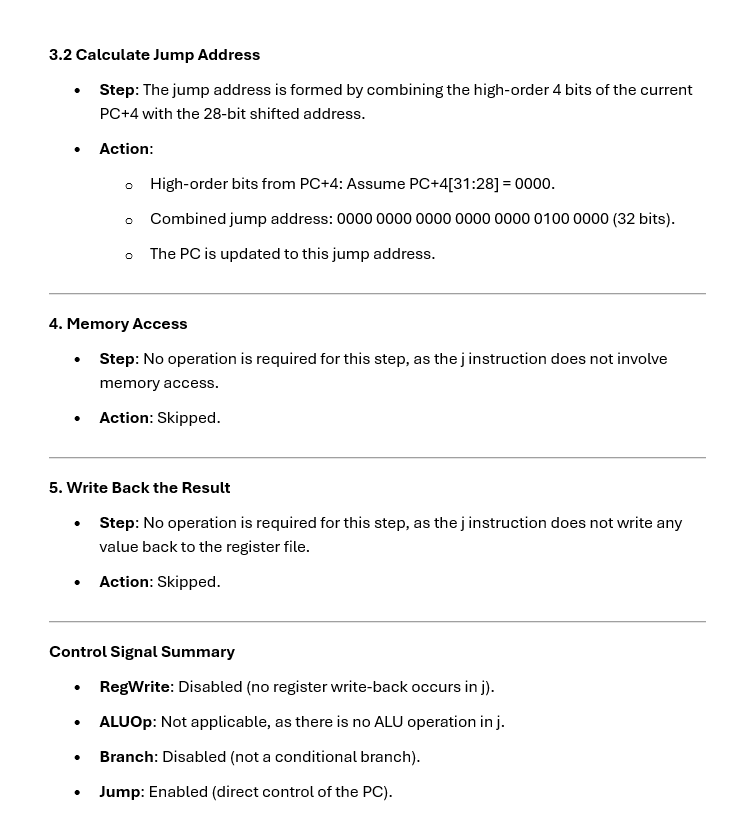 3.2 Calculate Jump Address
• Step: The jump address is formed by combining the high-order 4 bits of the current
PC+4 with the 28-bit shifted address.
• Action:
o High-order bits from PC+4: Assume PC+4[31:28] = 0000.
o Combined jump address: 0000 0000 0000 0000 0000 0100 0000 (32 bits).
o The PC is updated to this jump address.
4. Memory Access
• Step: No operation is required for this step, as the j instruction does not involve
memory access.
• Action: Skipped.
5. Write Back the Result
• Step: No operation is required for this step, as the j instruction does not write any
value back to the register file.
• Action: Skipped.
Control Signal Summary
• RegWrite: Disabled (no register write-back occurs in j).
• ALUOp: Not applicable, as there is no ALU operation in j.
• Branch: Disabled (not a conditional branch).
• Jump: Enabled (direct control of the PC).